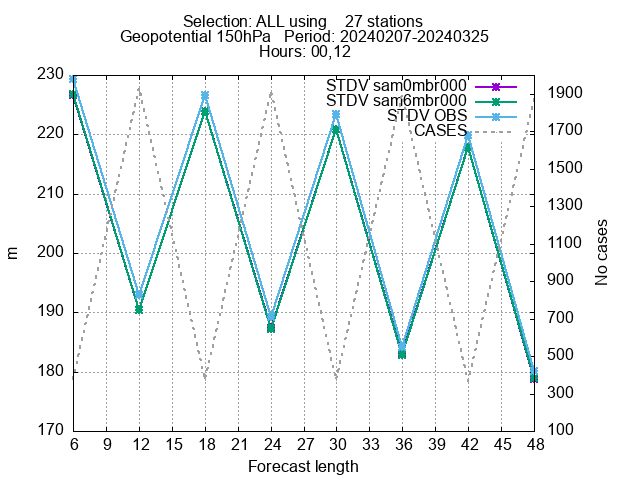 Selection: ALL using    27 stations
Geopotential 150hPa   Period: 20240207-20240325
Hours: 00,12
STDV sam0mbr000
STDV sam6mbr000
STDV OBS
CASES
230
220
210
200
190
180
170
m
1900
1700
1500
1300
1100
900
700
500
300
100
No cases
6 9 12 15 18 21 24 27 30 33 36 39 42 45 48
Forecast length